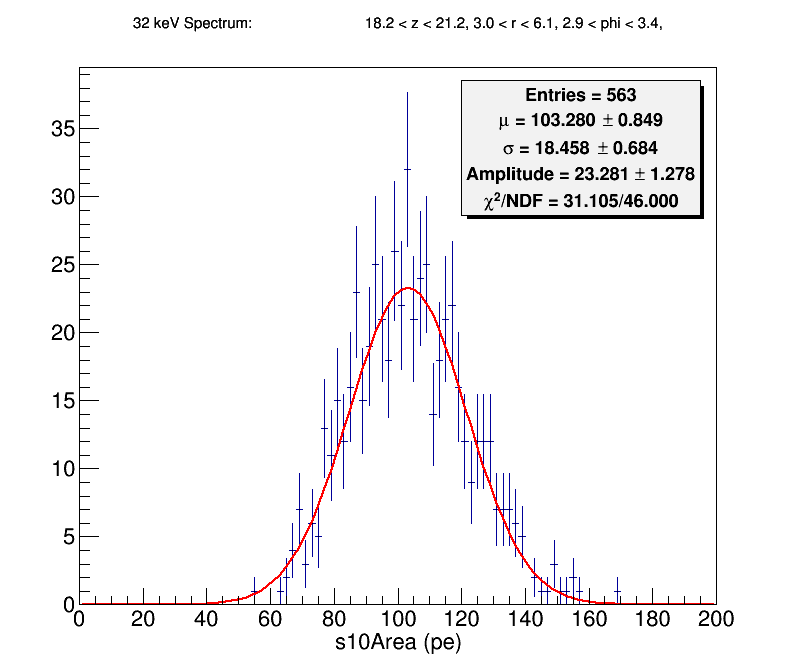 32 keV Spectrum: 18.2 < z < 21.2, 3.0 < r < 6.1, 2.9 < phi < 3.4,
Entries = 563
μ = 103.280 ± 0.849
σ = 18.458 ± 0.684
Amplitude = 23.281 ± 1.278
χ²/NDF = 31.105/46.000
35
30
25
20
15
10
5
0
0 20 40 60 80 100 120 140 160 180 200
s10Area (pe)